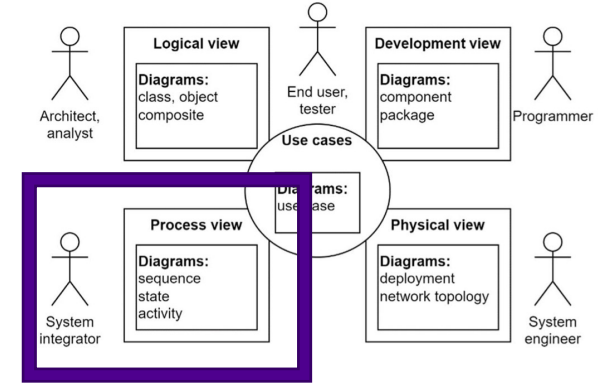 Logical view
Diagrams:
class, object
composite
Architect,
analyst
End user,
tester
Development view
Diagrams:
component
package
Programmer
Use cases
Diagrams:
use case
Process view
Diagrams:
sequence
state
activity
System
integrator
Physical view
Diagrams:
deployment
network topology
System
engineer